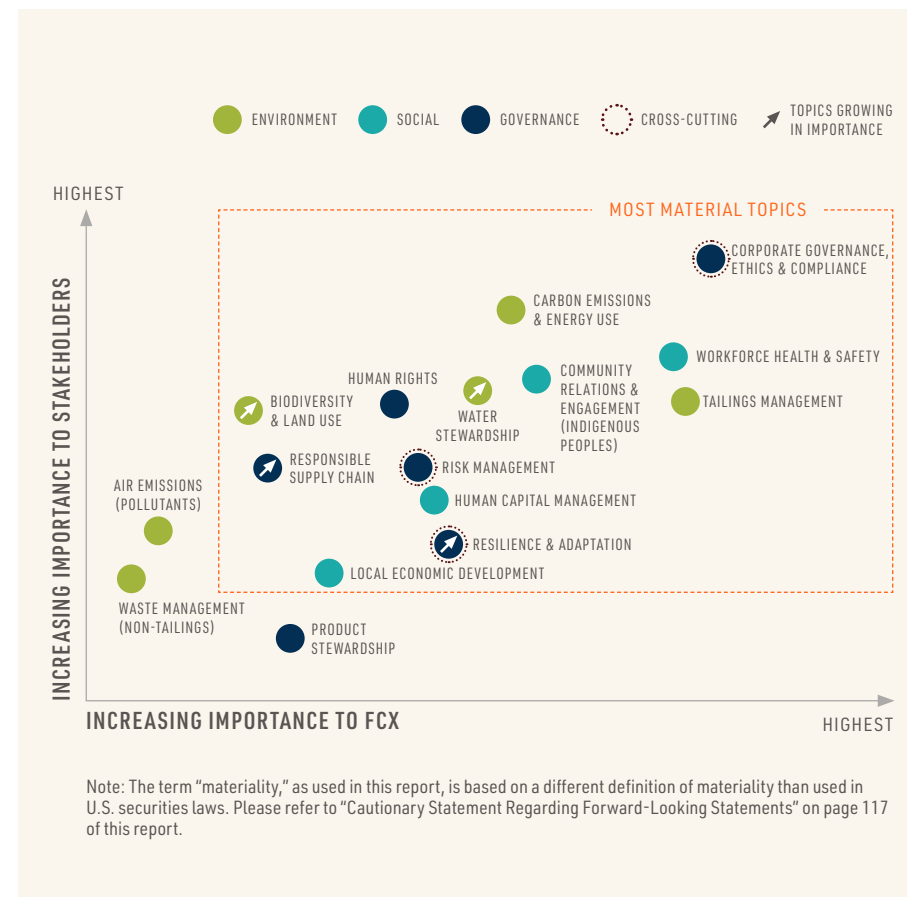 ENVIRONMENT
SOCIAL
GOVERNANCE
CROSS-CUTTING
TOPICS GROWING
IN IMPORTANCE
HIGHEST
MOST MATERIAL TOPICS
CORPORATE GOVERNANCE,
ETHICS & COMPLIANCE
CARBON EMISSIONS
& ENERGY USE
WORKFORCE HEALTH & SAFETY
COMMUNITY
RELATIONS &
ENGAGEMENT
(INDIGENOUS
PEOPLES)
HUMAN RIGHTS
BIODIVERSITY
& LAND USE
WATER
STEWARDSHIP
TAILINGS MANAGEMENT
RESPONSIBLE
SUPPLY CHAIN
RISK MANAGEMENT
AIR EMISSIONS
(POLLUTANTS)
HUMAN CAPITAL MANAGEMENT
RESILIENCE & ADAPTATION
LOCAL ECONOMIC DEVELOPMENT
WASTE MANAGEMENT
(NON-TAILINGS)
PRODUCT
STEWARDSHIP
INCREASING IMPORTANCE TO STAKEHOLDERS
INCREASING IMPORTANCE TO FCX
HIGHEST
Note: The term “materiality,” as used in this report, is based on a different definition of materiality than used in
U.S. securities laws. Please refer to “Cautionary Statement Regarding Forward-Looking Statements” on page 117
of this report.